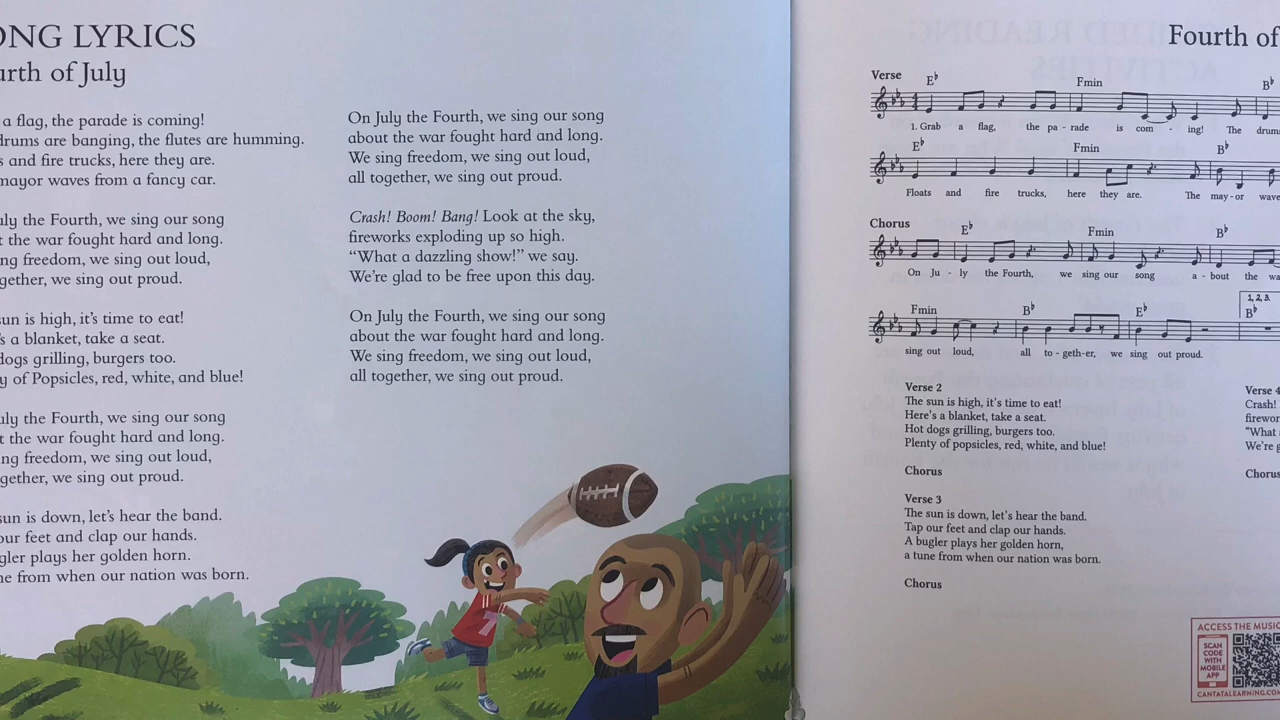 ONG LYRICS
urth of July
a flag, the parade is coming!
drums are banging, the flutes are humming.
s and fire trucks, here they are.
mayor waves from a fancy car.
uly the Fourth, we sing our song
t the war fought hard and long.
ng freedom, we sing out loud,
gether, we sing out proud.
sun is high, it's time to eat!
's a blanket, take a seat.
dogs grilling, burgers too.
y of Popsicles, red, white, and blue!
uly the Fourth, we sing our song
t the war fought hard and long.
ng freedom, we sing out loud,
gether, we sing out proud.
sun is down, let's hear the band.
our feet and clap our hands.
gler plays her golden horn.
ne from when our nation was born.
On July the Fourth, we sing our song
about the war fought hard and long.
We sing freedom, we sing out loud,
all together, we sing out proud.
Crash! Boom! Bang! Look at the sky,
fireworks exploding up so high.
“What a dazzling show!” we say.
We're glad to be free upon this day.
On July the Fourth, we sing our song
about the war fought hard and long.
We sing freedom, we sing out loud,
all together, we sing out proud.
Fourth of
Verse
E♭ Fmin B♭
1. Grab a flag, the pa - rade is com - ing! The drum
E♭ Fmin B♭
Floats and fire trucks, here they are. The may - or wave
Chorus
E♭ Fmin B♭
On Ju - ly the Fourth, we sing our song a - bout the wa
Fmin B♭ E♭ 1, 2, 3. B♭
sing out loud, all to - geth - er, we sing out proud.
Verse 2
The sun is high, it's time to eat!
Here's a blanket, take a seat.
Hot dogs grilling, burgers too.
Plenty of popsicles, red, white, and blue!
Chorus
Verse 3
The sun is down, let's hear the band.
Tap our feet and clap our hands.
A bugler plays her golden horn,
a tune from when our nation was born.
Chorus
Verse 4
Crash!
firewor
“What
We're g
Chorus
ACCESS THE MUSIC
SCAN
CODE
WITH
MOBILE
APP
CANTATALEARNING.COM